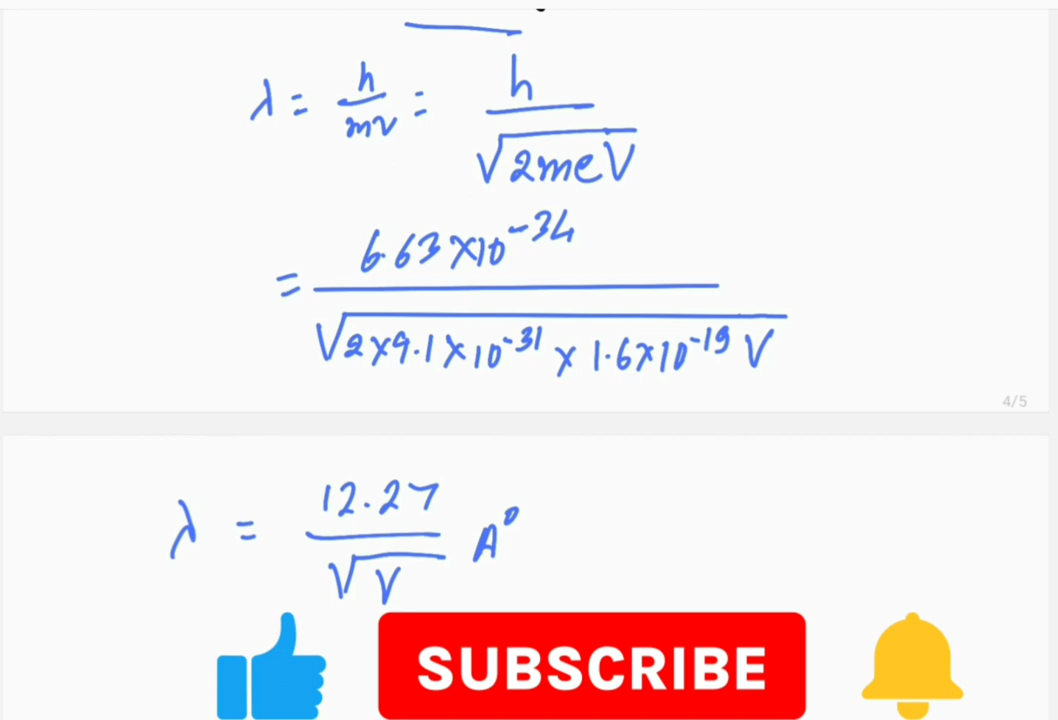 λ = h/mv = h/√2meV
= 6.63×10⁻³⁴/√2×9.1×10⁻³¹ × 1.6×10⁻¹⁹ V
4/5
λ = 12.27/√V A°
SUBSCRIBE